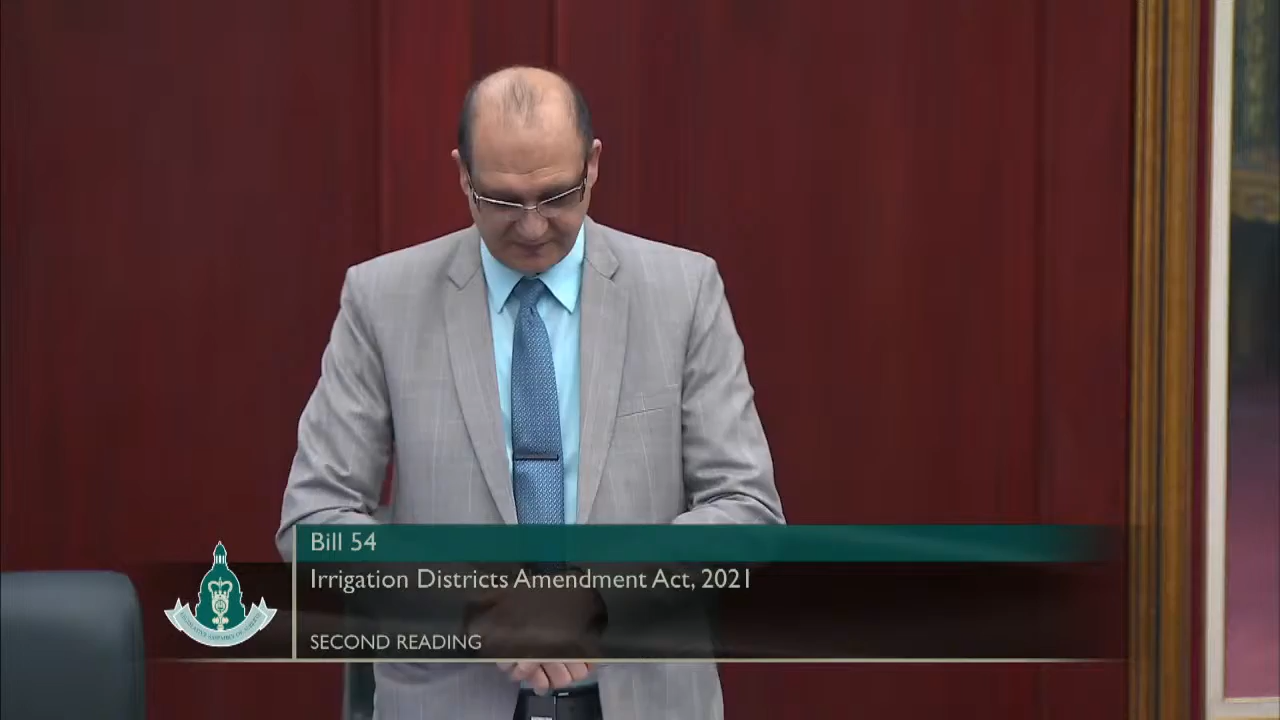 Bill 54
Irrigation Districts Amendment Act, 2021
SECOND READING